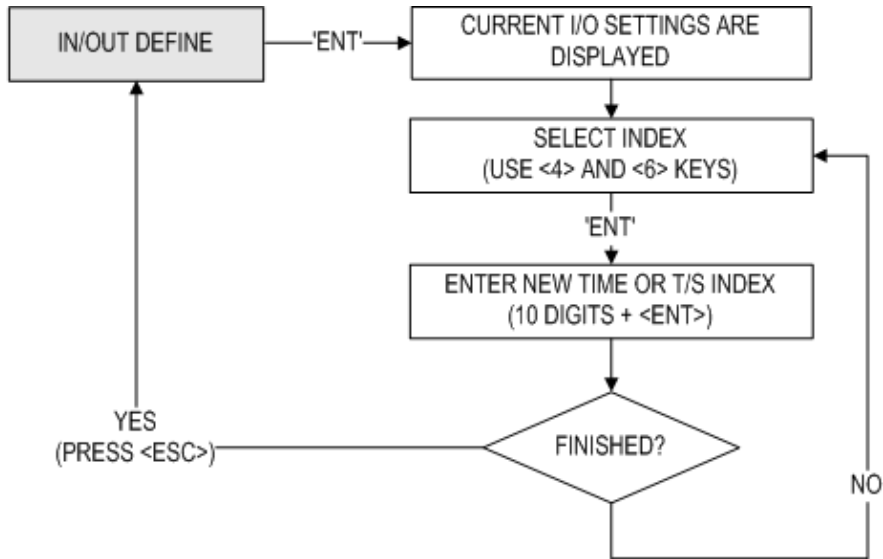 IN/OUT DEFINE
'ENT'
CURRENT I/O SETTINGS ARE
DISPLAYED
SELECT INDEX
(USE <4> AND <6> KEYS)
'ENT'
ENTER NEW TIME OR T/S INDEX
(10 DIGITS + <ENT>)
FINISHED?
YES
(PRESS <ESC>)
NO